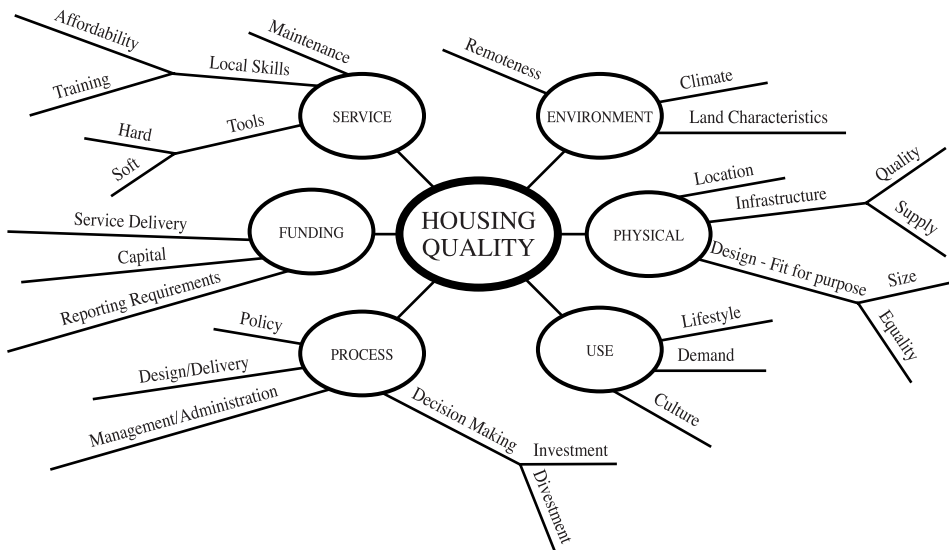 HOUSING
QUALITY
SERVICE
Maintenance
Local Skills
Affordability
Training
Tools
Hard
Soft
ENVIRONMENT
Remoteness
Climate
Land Characteristics
FUNDING
Service Delivery
Capital
Reporting Requirements
PHYSICAL
Location
Infrastructure
Quality
Supply
Design - Fit for purpose
Size
Equality
PROCESS
Policy
Design/Delivery
Management/Administration
Decision Making
Investment
Divestment
USE
Lifestyle
Demand
Culture